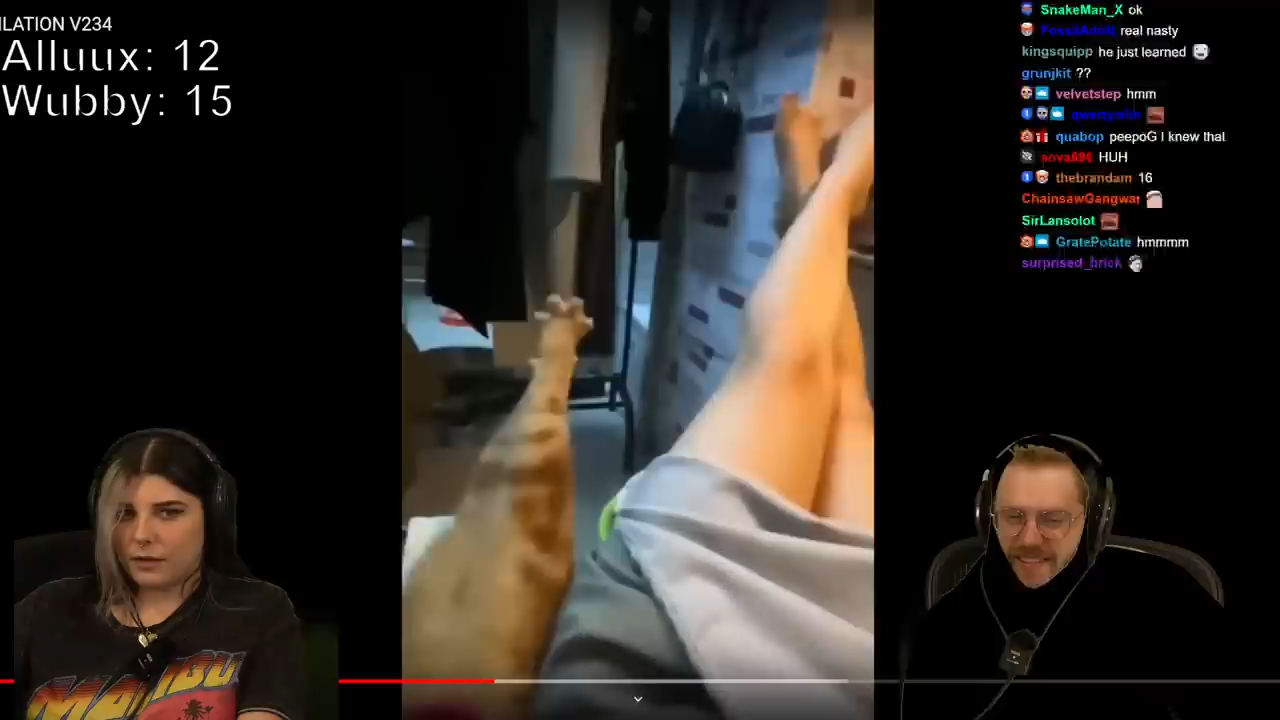 ILATION V234
Alluux: 12
Wubby: 15
SnakeMan_X ok
real nasty
kingsquipp he just learned
grunjkit ??
velvetstep hmm
quabop peepoG I knew that
nova696 HUH
thebrandam 16
ChainsawGangwar
SirLansolot
GratePotate hmmmm
surprised_brick
MALIBU